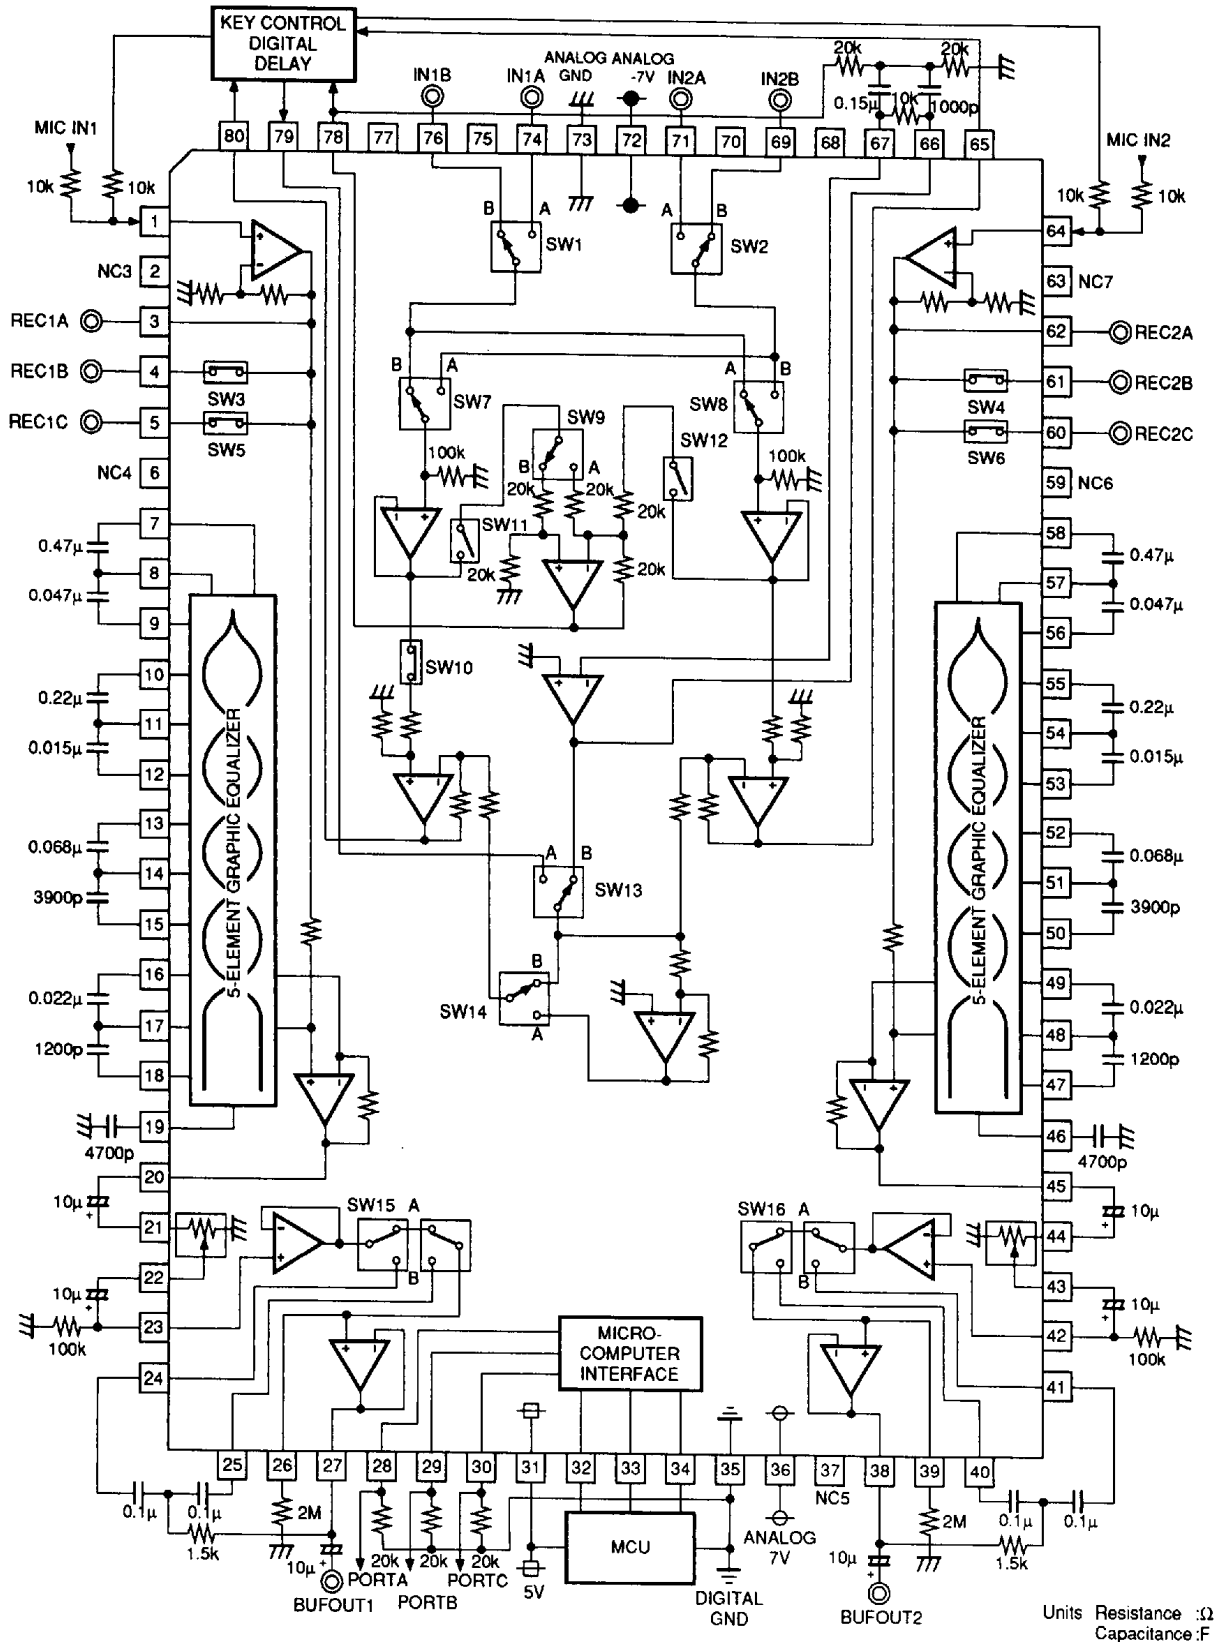 KEY CONTROL
DIGITAL
DELAY
ANALOG ANALOG
GND -7V
IN1B IN1A IN2A IN2B
20k 20k
0.15µ 10k 1000p
MIC IN1 MIC IN2
80 79 78 77 76 75 74 73 72 71 70 69 68 67 66 65
10k 10k 10k 10k
B A SW1
A B SW2
1 + −
64 + −
NC3 2
63 NC7
REC1A 3
62 REC2A
REC1B 4 SW3
SW4 61 REC2B
REC1C 5 SW5
SW6 60 REC2C
NC4 6
59 NC6
B A SW7
A B SW8
SW9 B A
SW12
100k 100k
20k 20k 20k
SW11
20k 20k
SW10
7 8 9
0.47µ
0.047µ
10 11 12
0.22µ
0.015µ
13 14 15
0.068µ
3900p
16 17 18
0.022µ
1200p
19
4700p
5-ELEMENT GRAPHIC EQUALIZER
58 57 56
0.47µ
0.047µ
55 54 53
0.22µ
0.015µ
52 51 50
0.068µ
3900p
49 48 47
0.022µ
1200p
46
4700p
5-ELEMENT GRAPHIC EQUALIZER
A B SW13
B SW14 A
20
10µ +
21
22
10µ +
23
100k
24
SW15 A B
SW16 A B
45
10µ +
44
43
10µ +
42
100k
41
MICRO-
COMPUTER
INTERFACE
25 26 27 28 29 30 31 32 33 34 35 36 37 38 39 40
NC5
0.1µ 0.1µ
1.5k
2M
10µ +
BUFOUT1
20k 20k 20k
PORTA PORTB PORTC
5V
MCU
DIGITAL
GND
ANALOG
7V
10µ +
BUFOUT2
2M
0.1µ 0.1µ
1.5k
Units Resistance :Ω
Capacitance :F